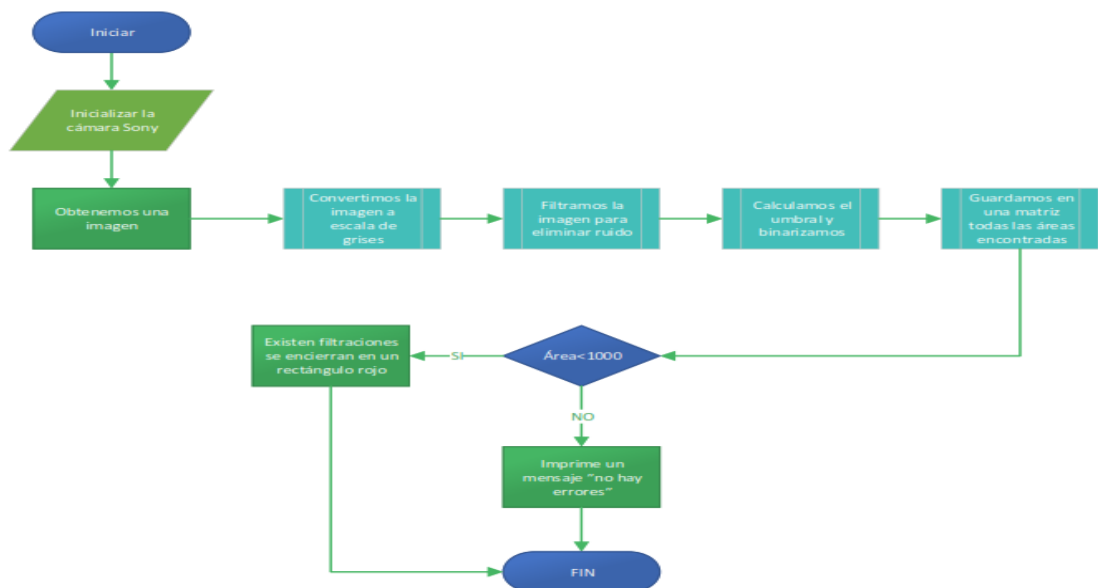 Iniciar
Inicializar la
cámara Sony
Obtenemos una
imagen
Convertimos la
imagen a
escala de
grises
Filtramos la
imagen para
eliminar ruido
Calculamos el
umbral y
binarizamos
Guardamos en
una matriz
todas las áreas
encontradas
Existen filtraciones
se encierran en un
rectángulo rojo
SI
Área<1000
NO
Imprime un
mensaje "no hay
errores"
FIN